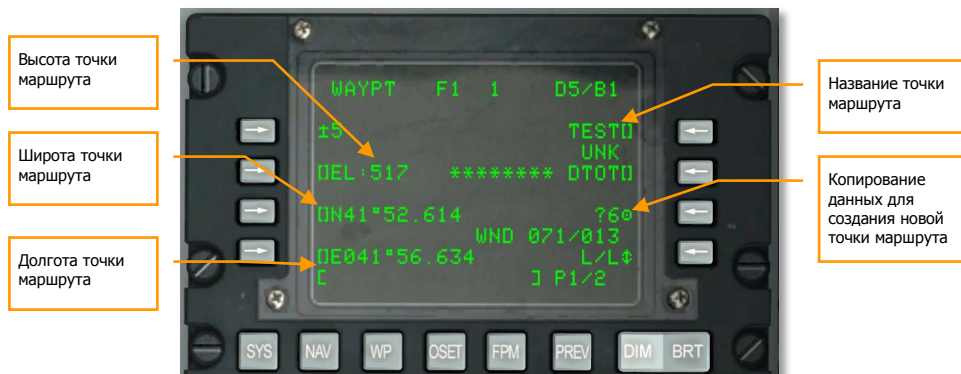 Высота точки
маршрута
Широта точки
маршрута
Долгота точки
маршрута
WAYPT F1 1 D5/B1
±5 TEST[]
UNK
[]EL:517 ******** DTOT[]
[]N41°52.614 ?6⊙
WND 071/013
[]E041°56.634 L/L↕
[ ] P1/2
SYS NAV WP OSET FPM PREV DIM BRT
Название точки
маршрута
Копирование
данных для
создания новой
точки маршрута